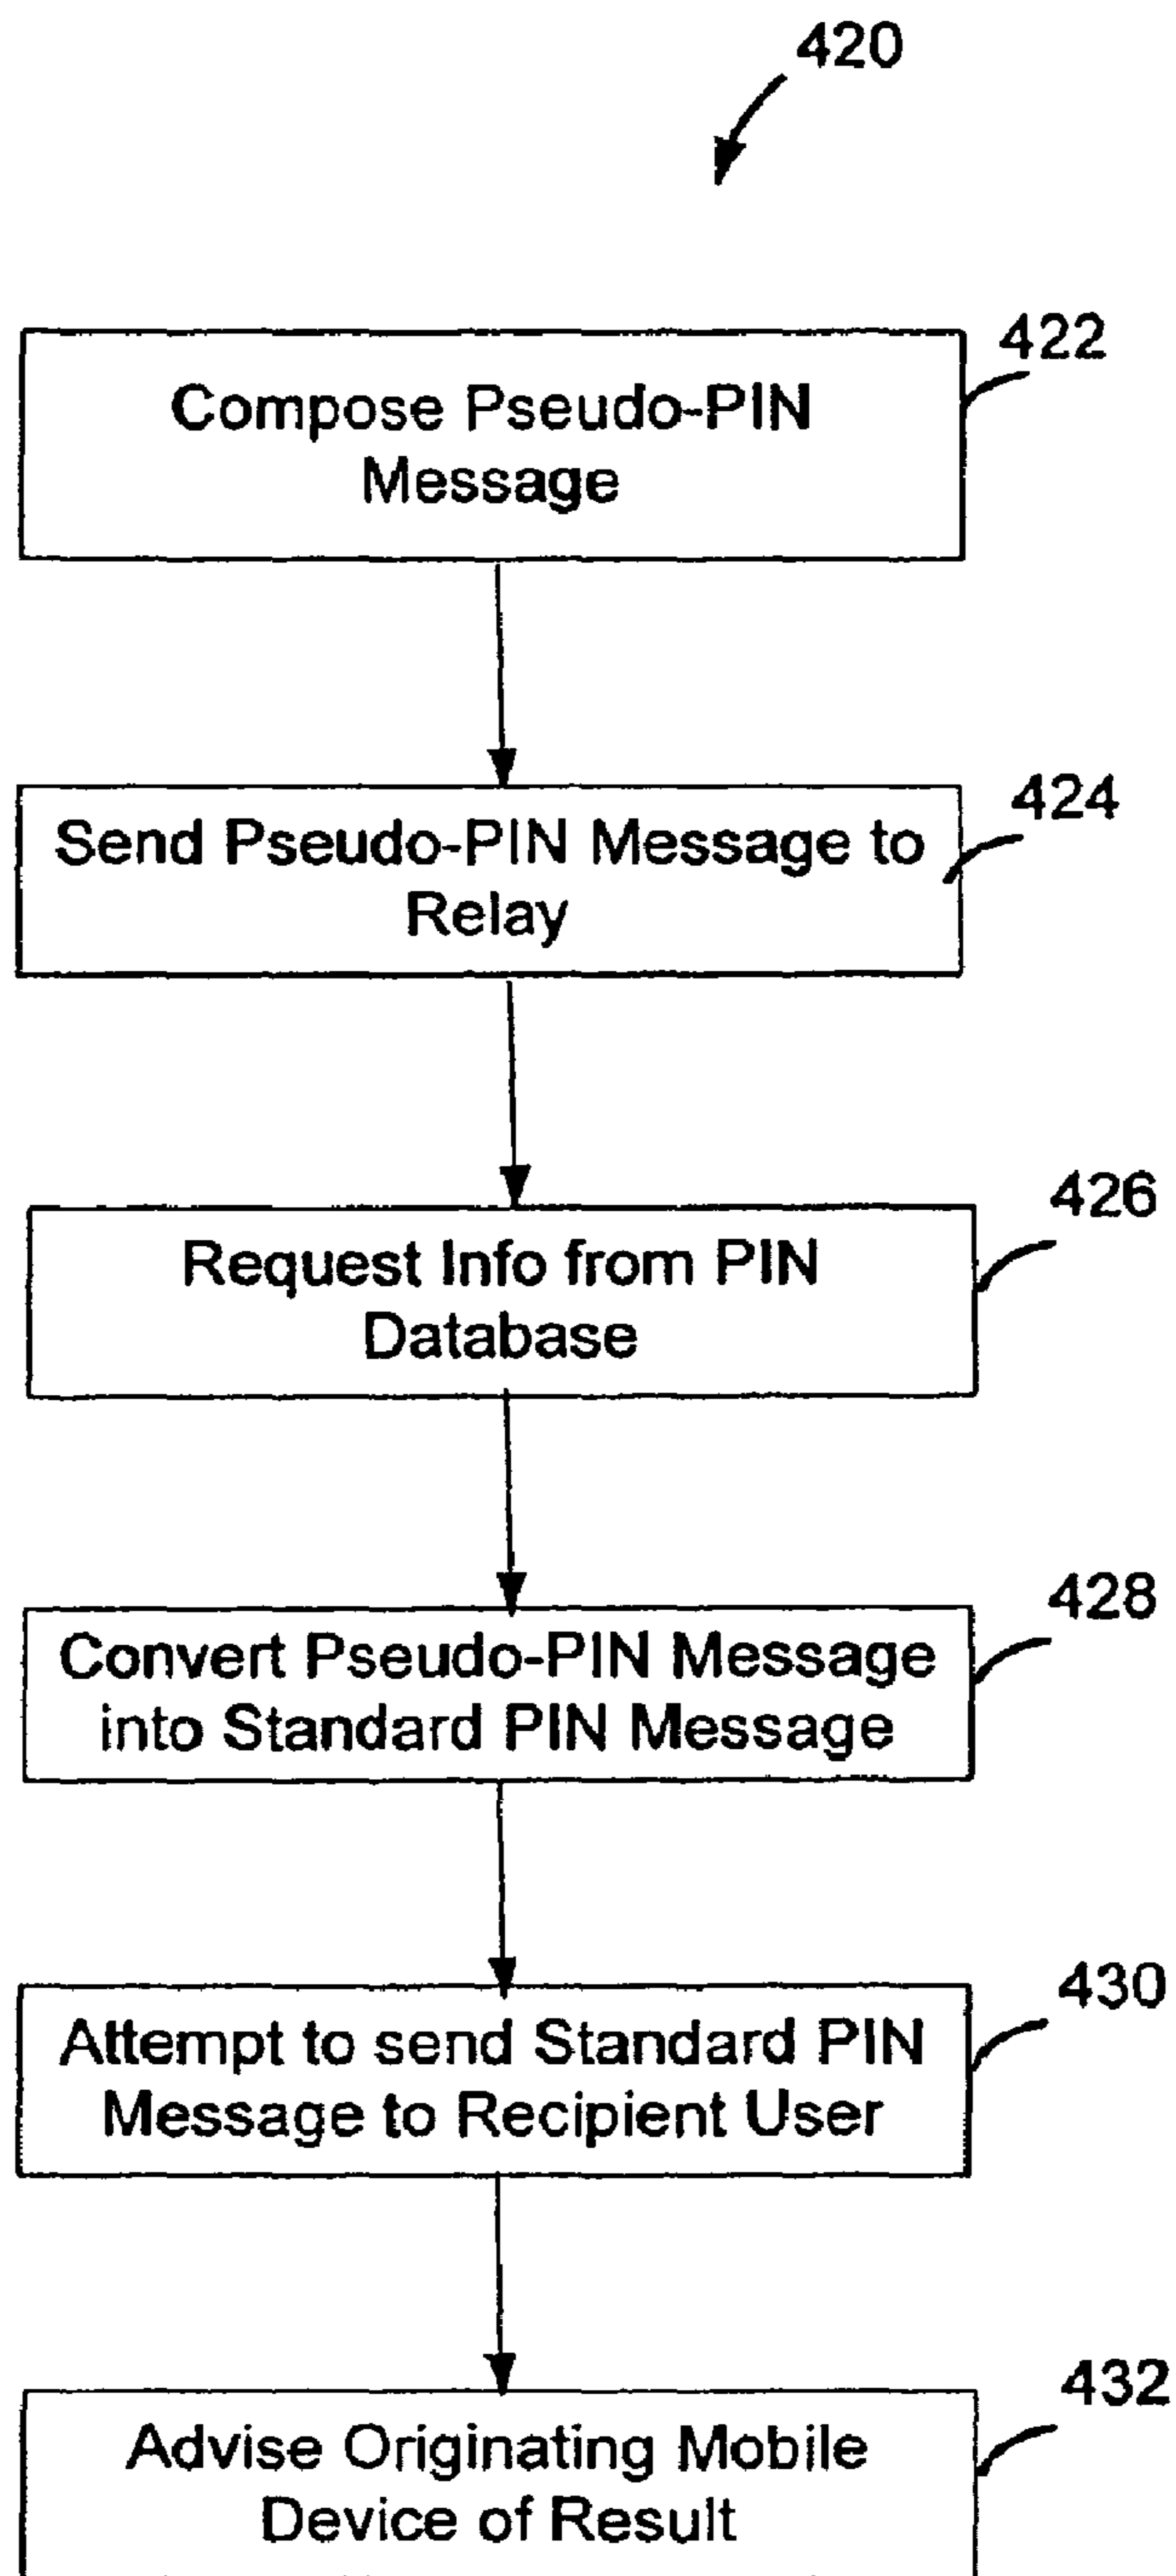 420
422
Compose Pseudo-PIN
Message
424
Send Pseudo-PIN Message to
Relay
426
Request Info from PIN
Database
428
Convert Pseudo-PIN Message
into Standard PIN Message
430
Attempt to send Standard PIN
Message to Recipient User
432
Advise Originating Mobile
Device of Result